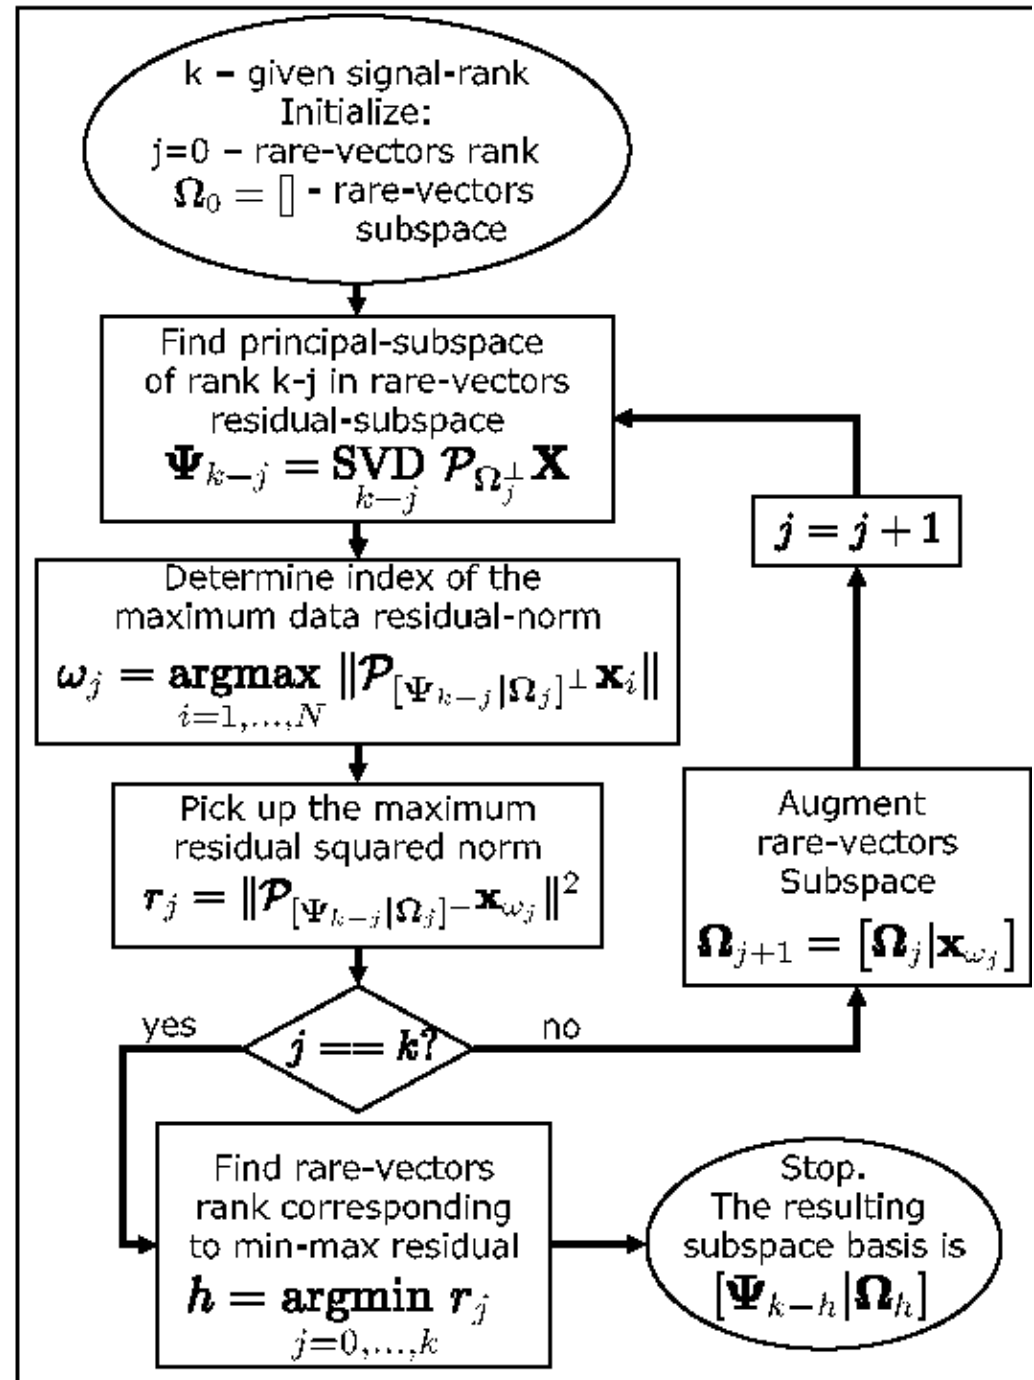 k – given signal-rank
Initialize:
j=0 – rare-vectors rank
Ω₀ = [] - rare-vectors
subspace
Find principal-subspace
of rank k-j in rare-vectors
residual-subspace
Ψ_{k−j} = SVD_{k−j} 𝒫_{Ω_j^⊥} X
j = j + 1
Determine index of the
maximum data residual-norm
ω_j = argmax_{i=1,...,N} ‖𝒫_{[Ψ_{k−j}|Ω_j]^⊥} x_i‖
Pick up the maximum
residual squared norm
r_j = ‖𝒫_{[Ψ_{k−j}|Ω_j]^−} x_{ω_j}‖²
Augment
rare-vectors
Subspace
Ω_{j+1} = [Ω_j|x_{ω_j}]
yes
j == k?
no
Find rare-vectors
rank corresponding
to min-max residual
h = argmin_{j=0,...,k} r_j
Stop.
The resulting
subspace basis is
[Ψ_{k−h}|Ω_h]